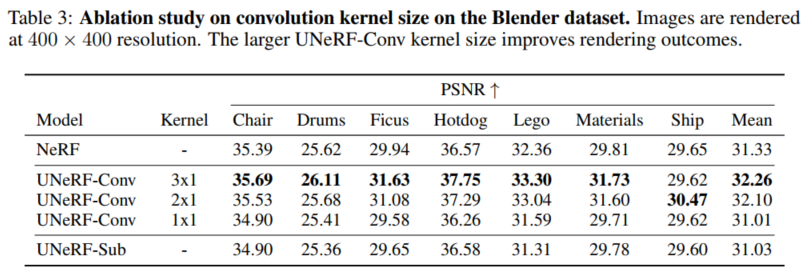 Table 3: Ablation study on convolution kernel size on the Blender dataset. Images are rendered
at 400 × 400 resolution. The larger UNeRF-Conv kernel size improves rendering outcomes.
PSNR ↑
Model Kernel Chair Drums Ficus Hotdog Lego Materials Ship Mean
NeRF - 35.39 25.62 29.94 36.57 32.36 29.81 29.65 31.33
UNeRF-Conv 3x1 35.69 26.11 31.63 37.75 33.30 31.73 29.62 32.26
UNeRF-Conv 2x1 35.53 25.68 31.08 37.29 33.04 31.60 30.47 32.10
UNeRF-Conv 1x1 34.90 25.41 29.58 36.26 31.59 29.71 29.62 31.01
UNeRF-Sub - 34.90 25.36 29.65 36.58 31.31 29.78 29.60 31.03